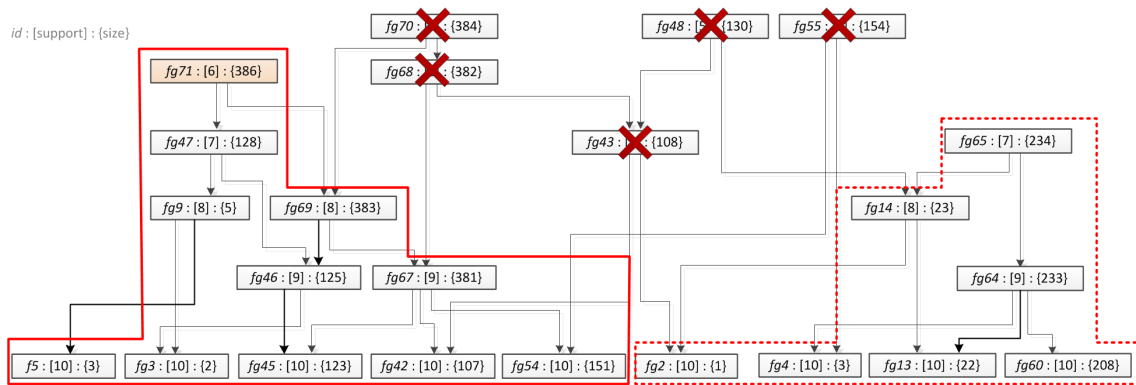 fg70 : [ ] : {384}
fg48 : [5] : {130}
fg55 : [ ] : {154}
id : [support] : {size}
fg71 : [6] : {386}
fg68 : [ ] : {382}
fg47 : [7] : {128}
fg43 : [ ] : {108}
fg65 : [7] : {234}
fg9 : [8] : {5}
fg69 : [8] : {383}
fg14 : [8] : {23}
fg46 : [9] : {125}
fg67 : [9] : {381}
fg64 : [9] : {233}
f5 : [10] : {3}
fg3 : [10] : {2}
fg45 : [10] : {123}
fg42 : [10] : {107}
fg54 : [10] : {151}
fg2 : [10] : {1}
fg4 : [10] : {3}
fg13 : [10] : {22}
fg60 : [10] : {208}